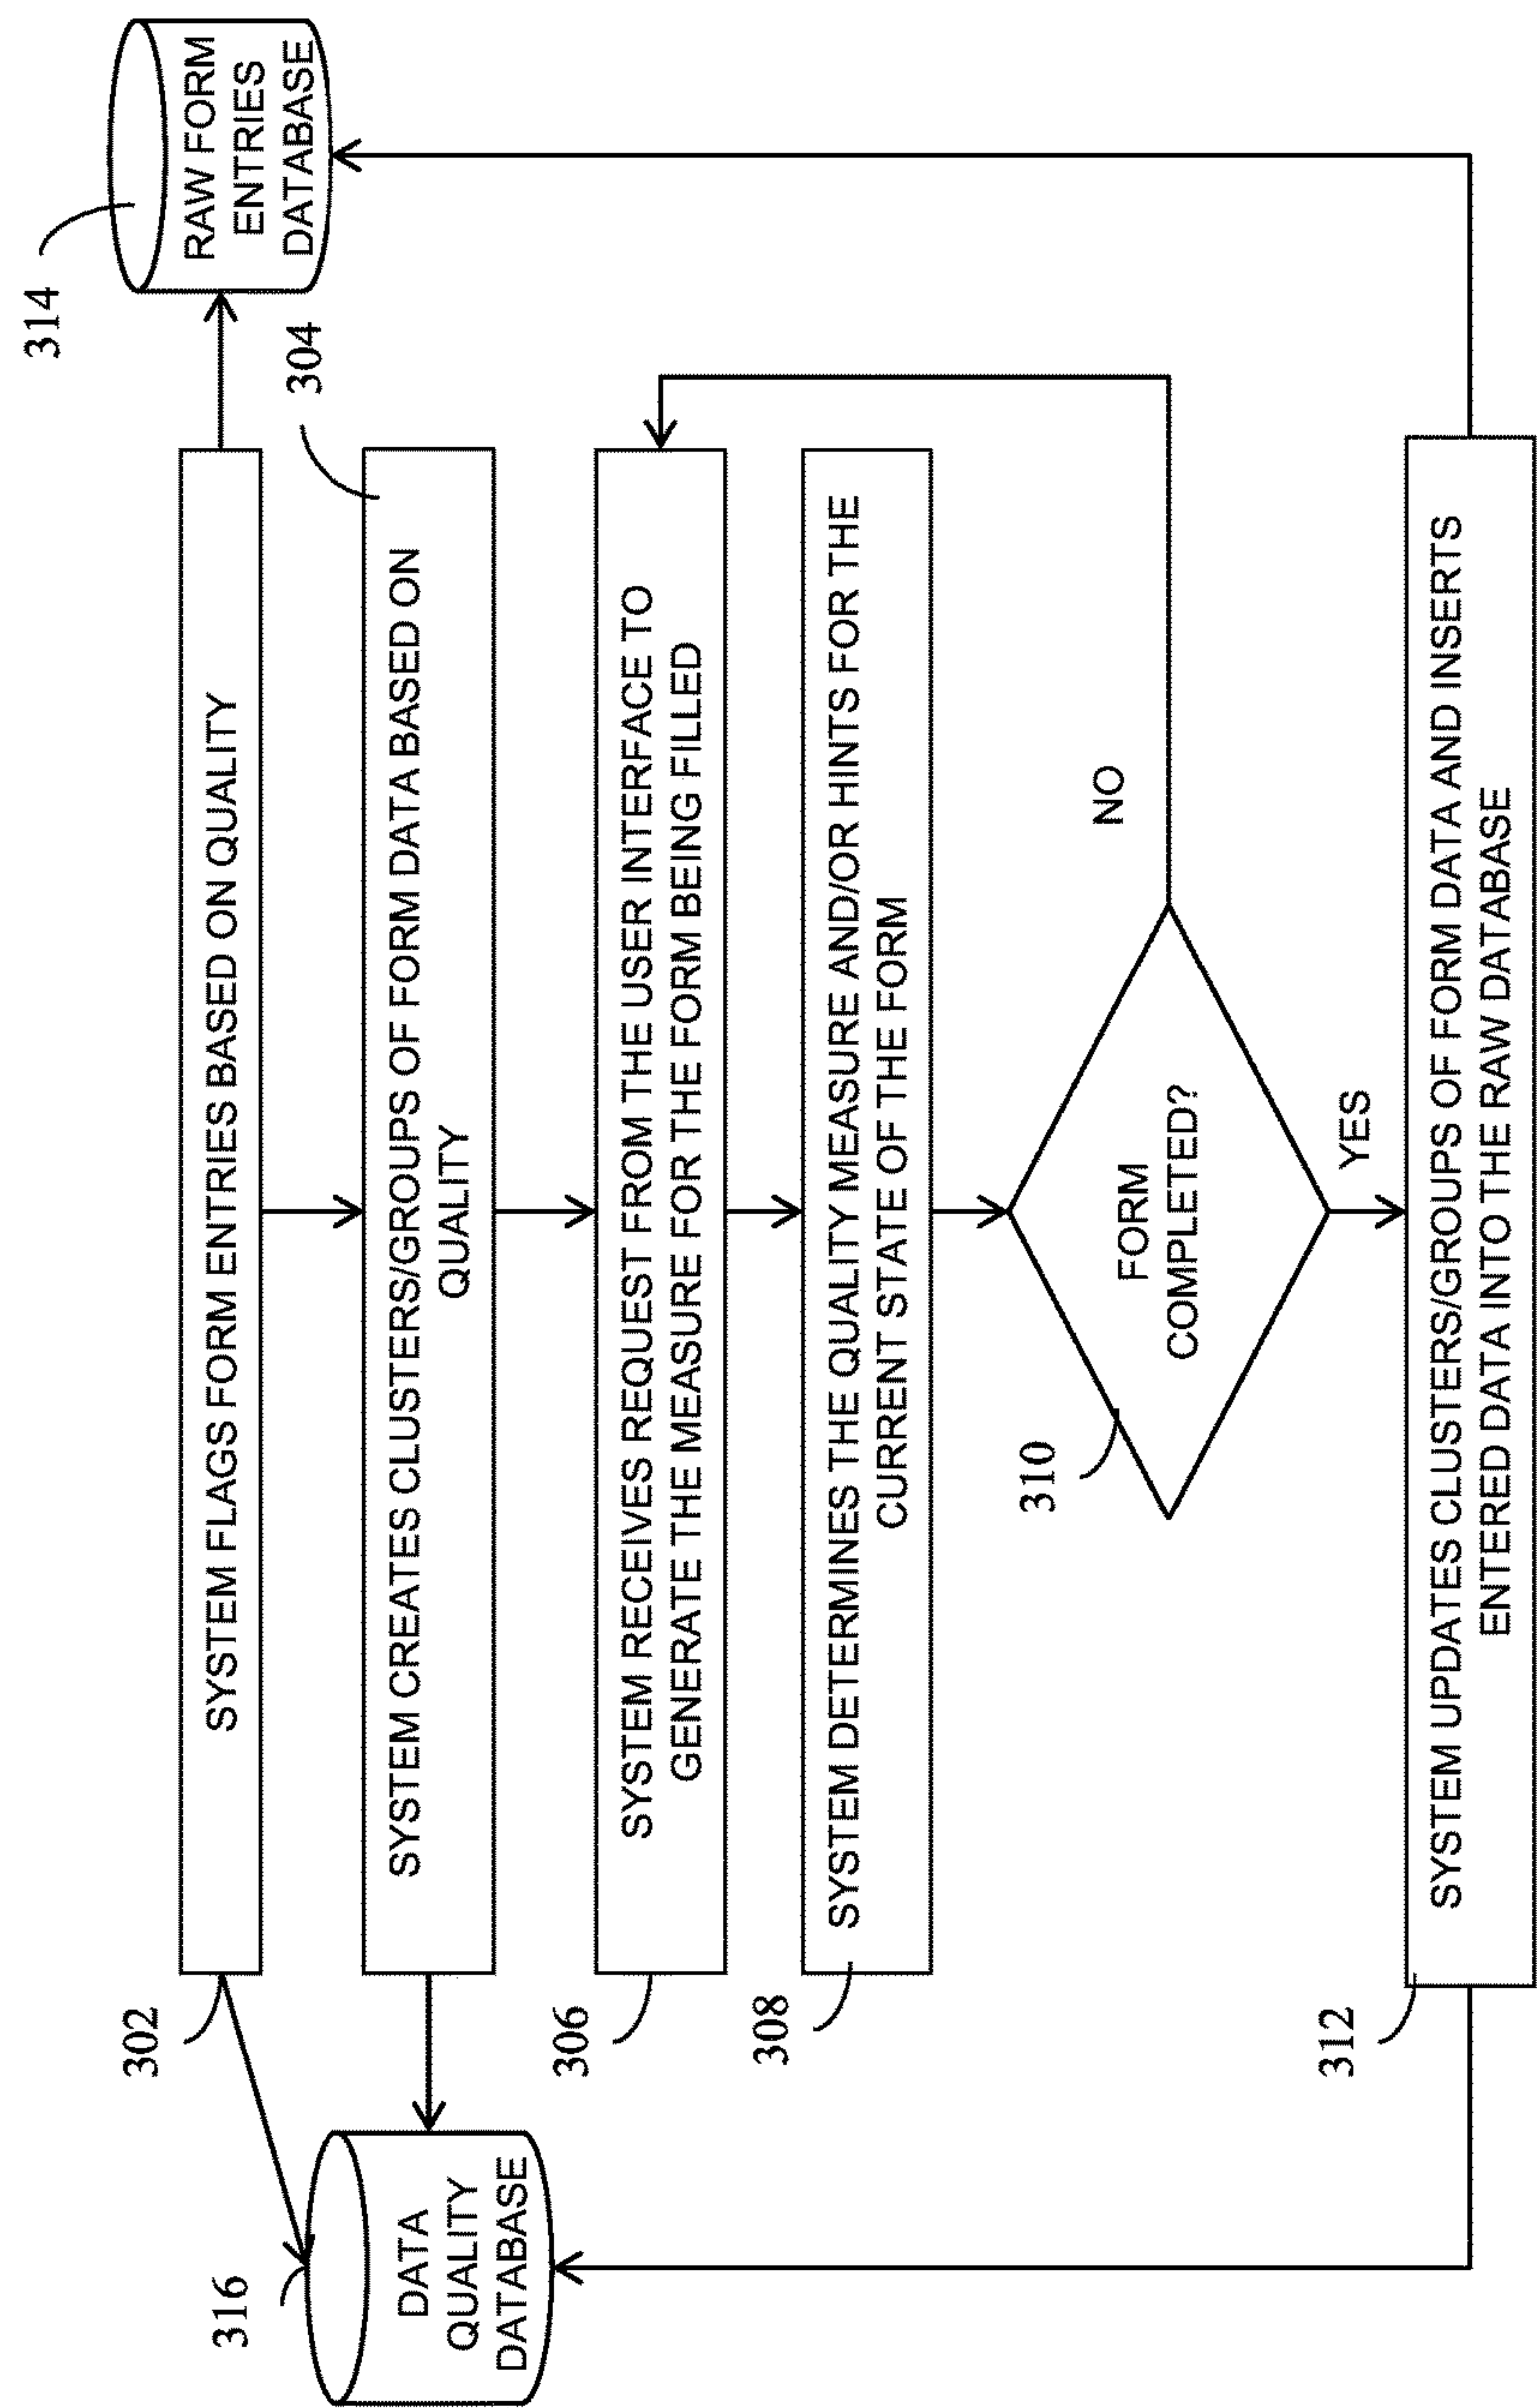 314
RAW FORM
ENTRIES
DATABASE
302
SYSTEM FLAGS FORM ENTRIES BASED ON QUALITY
304
SYSTEM CREATES CLUSTERS/GROUPS OF FORM DATA BASED ON
QUALITY
316
DATA
QUALITY
DATABASE
306
SYSTEM RECEIVES REQUEST FROM THE USER INTERFACE TO
GENERATE THE MEASURE FOR THE FORM BEING FILLED
308
SYSTEM DETERMINES THE QUALITY MEASURE AND/OR HINTS FOR THE
CURRENT STATE OF THE FORM
310
FORM
COMPLETED?
NO
YES
312
SYSTEM UPDATES CLUSTERS/GROUPS OF FORM DATA AND INSERTS
ENTERED DATA INTO THE RAW DATABASE